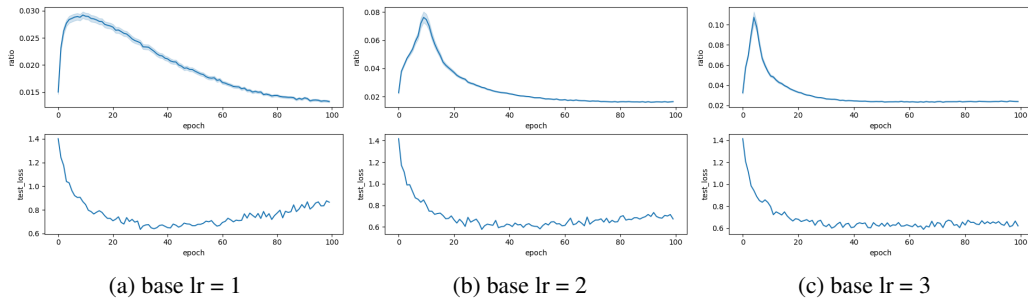 0.030
0.025
0.020
0.015
ratio
0 20 40 60 80 100
epoch
1.4
1.2
1.0
0.8
0.6
test_loss
0 20 40 60 80 100
epoch
(a) base lr = 1
0.08
0.06
0.04
0.02
ratio
0 20 40 60 80 100
epoch
1.4
1.2
1.0
0.8
0.6
test_loss
0 20 40 60 80 100
epoch
(b) base lr = 2
0.10
0.08
0.06
0.04
0.02
ratio
0 20 40 60 80 100
epoch
1.4
1.2
1.0
0.8
0.6
test_loss
0 20 40 60 80 100
epoch
(c) base lr = 3